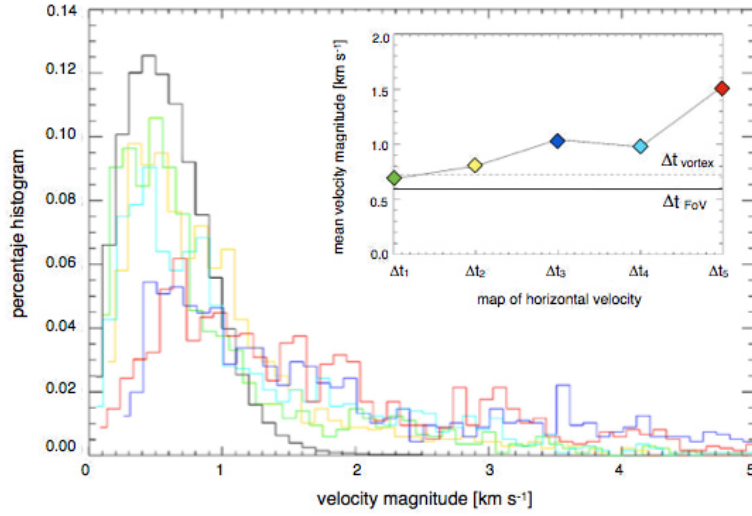 0.14
0.12
0.10
0.08
0.06
0.04
0.02
0.00
percentaje histogram
0 1 2 3 4 5
velocity magnitude [km s⁻¹]
2.0
1.5
1.0
0.5
0.0
mean velocity magnitude [km s⁻¹]
Δt vortex
Δt FoV
Δt₁ Δt₂ Δt₃ Δt₄ Δt₅
map of horizontal velocity